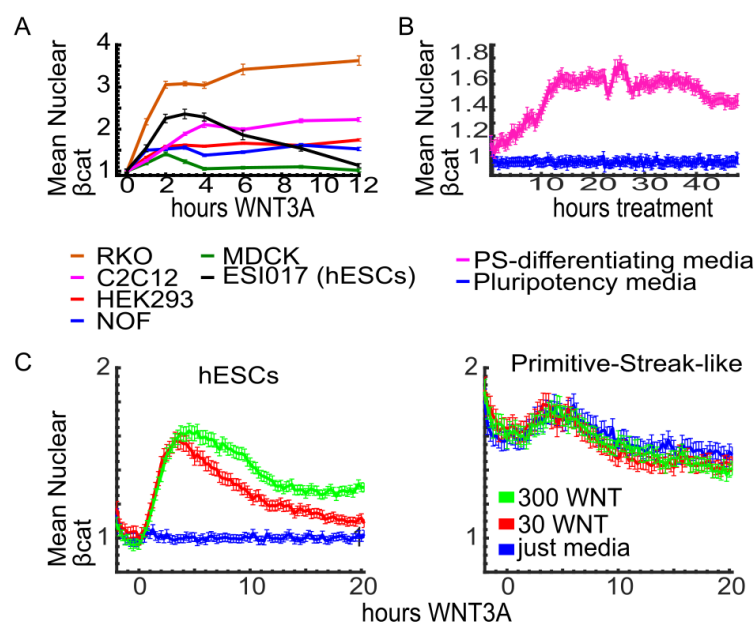 A
4
3
2
1
Mean Nuclear
βcat
0 2 4 6 8 10 12
hours WNT3A
B
1.8
1.6
1.4
1.2
1
Mean Nuclear
βcat
10 20 30 40
hours treatment
RKO
C2C12
HEK293
NOF
MDCK
ESI017 (hESCs)
PS-differentiating media
Pluripotency media
C
hESCs
2
1
Mean Nuclear
βcat
0 10 20
Primitive-Streak-like
2
1
300 WNT
30 WNT
just media
0 10 20
hours WNT3A